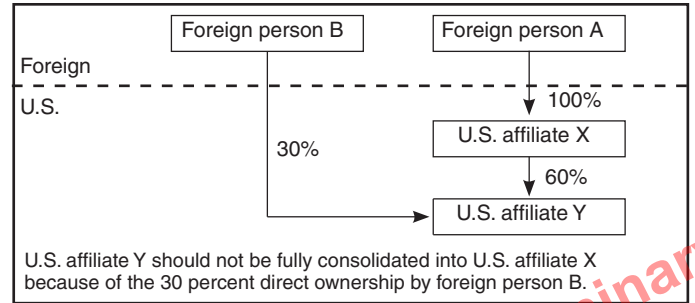 Foreign person B
Foreign person A
Foreign
U.S.
100%
U.S. affiliate X
30%
60%
U.S. affiliate Y
U.S. affiliate Y should not be fully consolidated into U.S. affiliate X
because of the 30 percent direct ownership by foreign person B.